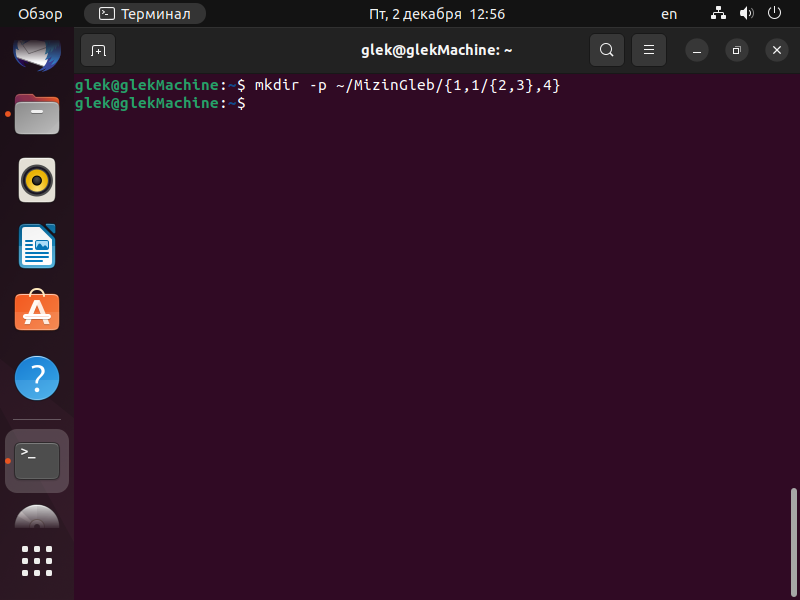 Обзор Терминал Пт, 2 декабря 12:56 en
glek@glekMachine: ~
glek@glekMachine:~$ mkdir -p ~/MizinGleb/{1,1/{2,3},4}
glek@glekMachine:~$